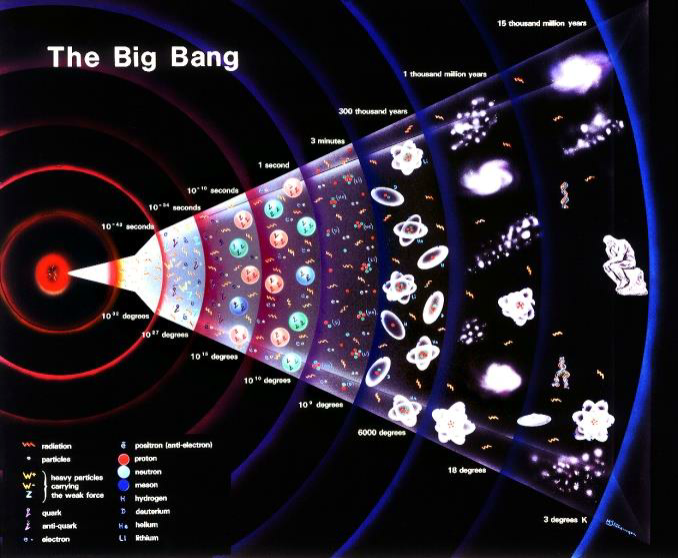 The Big Bang
15 thousand million years
1 thousand million years
300 thousand years
3 minutes
1 second
10⁻¹⁰ seconds
10⁻³⁴ seconds
10⁻⁴³ seconds
10³² degrees
10²⁷ degrees
10¹⁵ degrees
10¹⁰ degrees
10⁹ degrees
6000 degrees
18 degrees
3 degrees K
radiation
particles
W+
W-
Z
heavy particles
carrying
the weak force
q quark
q̄ anti-quark
e- electron
ē positron (anti-electron)
proton
neutron
meson
H hydrogen
D deuterium
He helium
Li lithium